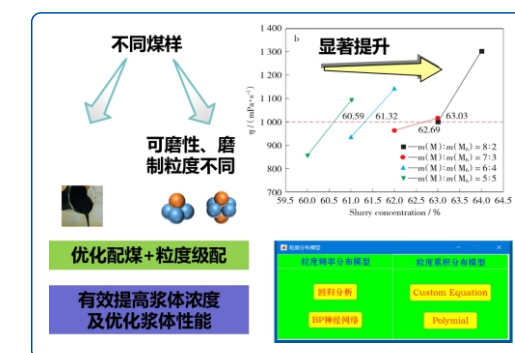 不同煤样
可磨性、磨
制粒度不同
优化配煤+粒度级配
有效提高浆体浓度
及优化浆体性能
b
显著提升
η / (mPa·s⁻¹)
1 400
1 300
1 200
1 100
1 000
900
800
700
60.59
61.32
62.69
63.03
m(M):m(M₆)=8:2
m(M):m(M₆)=7:3
m(M):m(M₆)=6:4
m(M):m(M₆)=5:5
59.5 60.0 60.5 61.0 61.5 62.0 62.5 63.0 63.5 64.0 64.5
Slurry concentration / %
粒度分布模型
粒度频率分布模型
粒度累积分布模型
回归分析
Custom Equation
BP神经网络
Polymial